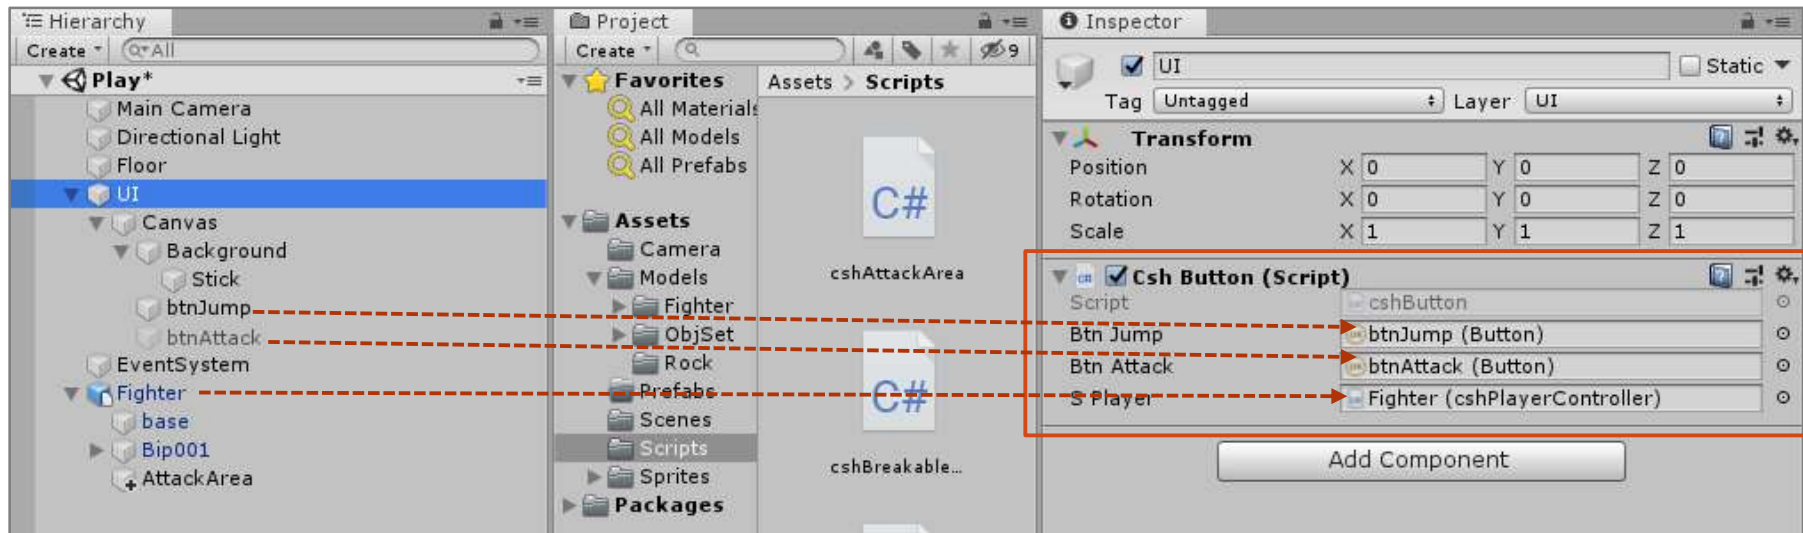 Hierarchy
Create
All
Play*
Main Camera
Directional Light
Floor
UI
Canvas
Background
Stick
btnJump
btnAttack
EventSystem
Fighter
base
Bip001
AttackArea
Project
Create
9
Favorites
All Materials
All Models
All Prefabs
Assets
Camera
Models
Fighter
ObjSet
Rock
Prefabs
Scenes
Scripts
Sprites
Packages
Assets > Scripts
C#
cshAttackArea
C#
cshBreakable...
Inspector
UI
Static
Tag Untagged Layer UI
Transform
Position X 0 Y 0 Z 0
Rotation X 0 Y 0 Z 0
Scale X 1 Y 1 Z 1
Csh Button (Script)
Script cshButton
Btn Jump btnJump (Button)
Btn Attack btnAttack (Button)
S Player Fighter (cshPlayerController)
Add Component